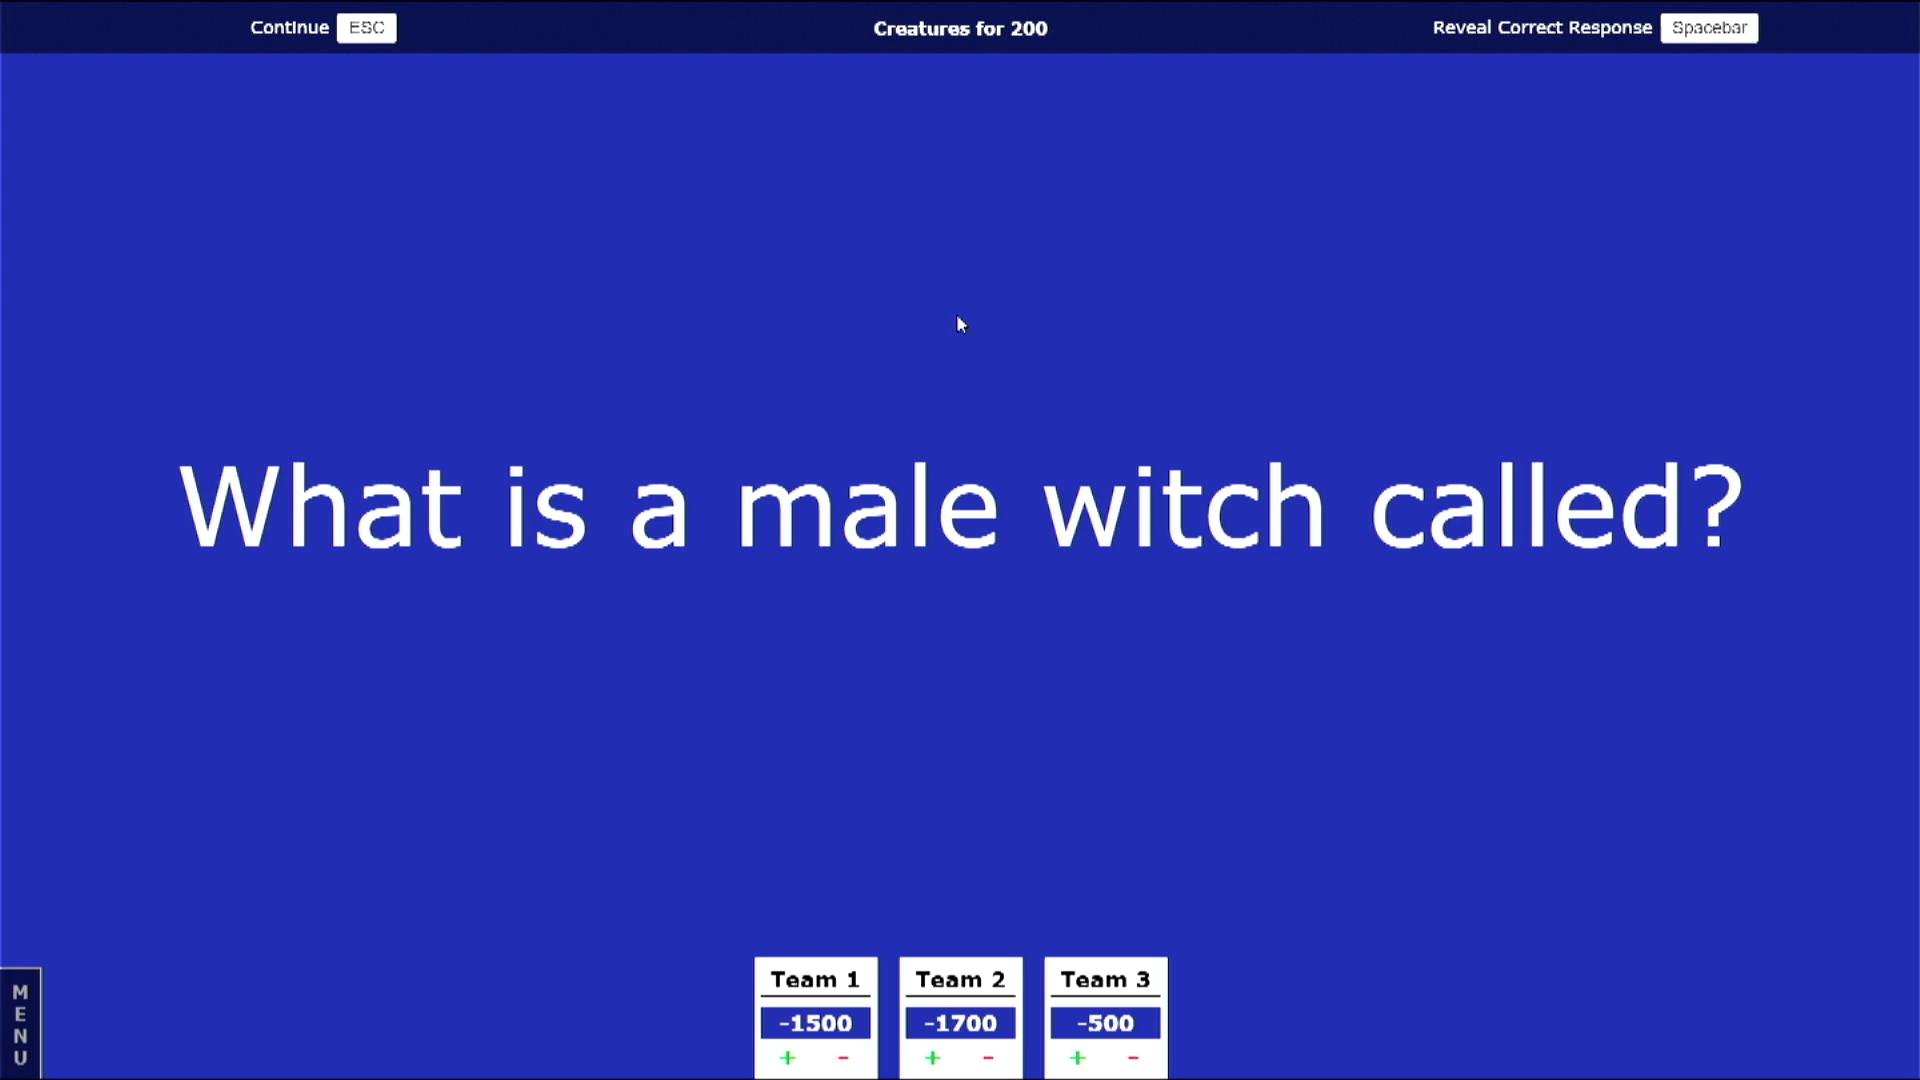 Continue ESC Creatures for 200 Reveal Correct Response Spacebar
What is a male witch called?
MENU
Team 1 Team 2 Team 3
-1500 -1700 -500
+ - + - + -